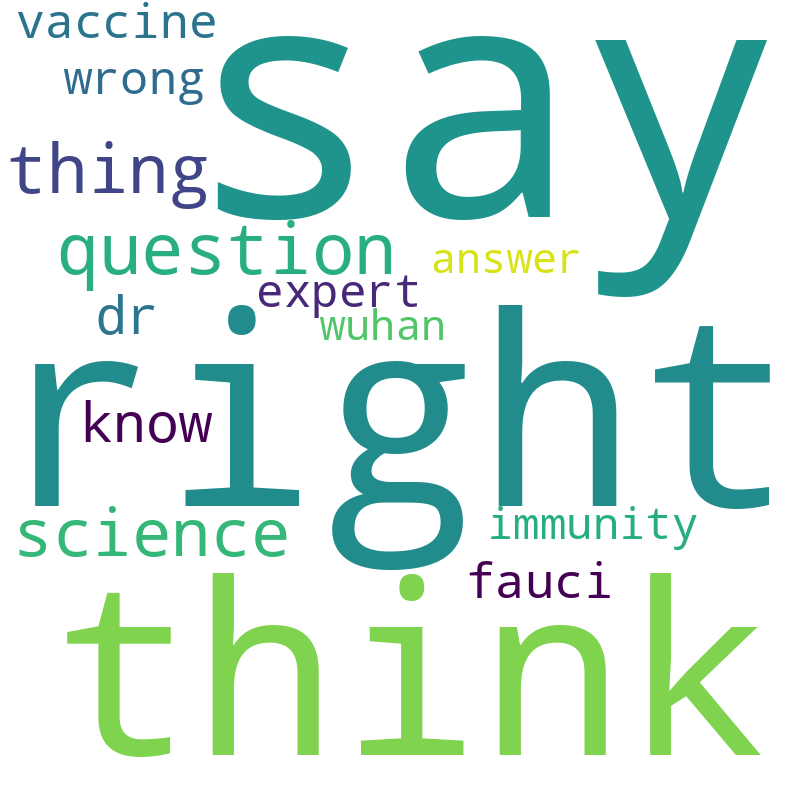 vaccine
say
wrong
thing
question
answer
expert
dr
wuhan
right
know
science
immunity
fauci
think